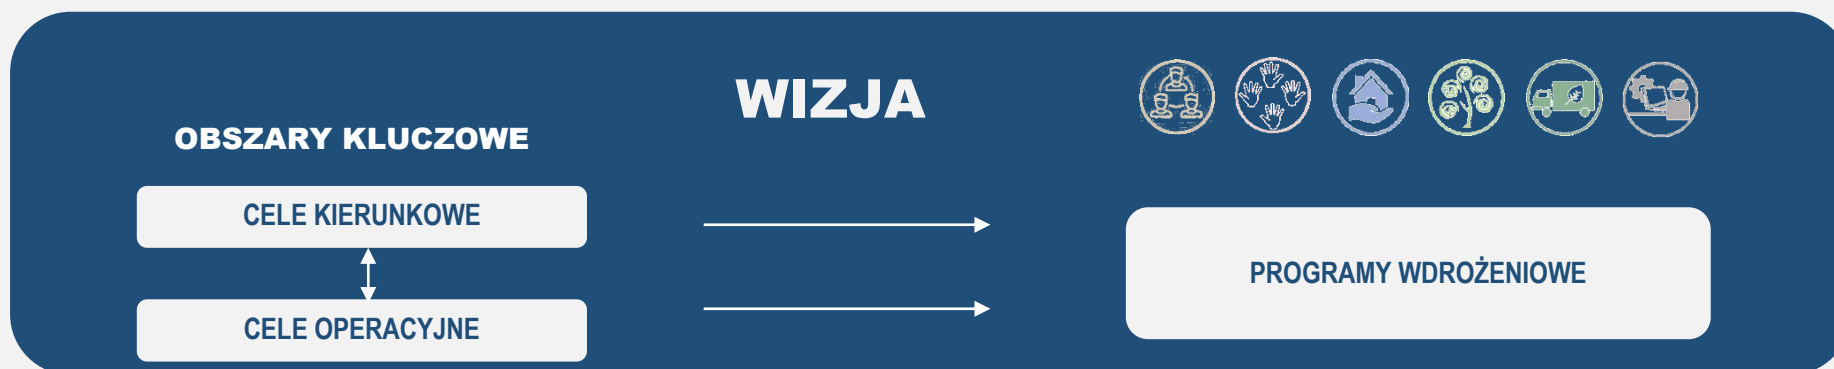 WIZJA
OBSZARY KLUCZOWE
CELE KIERUNKOWE
CELE OPERACYJNE
PROGRAMY WDROŻENIOWE